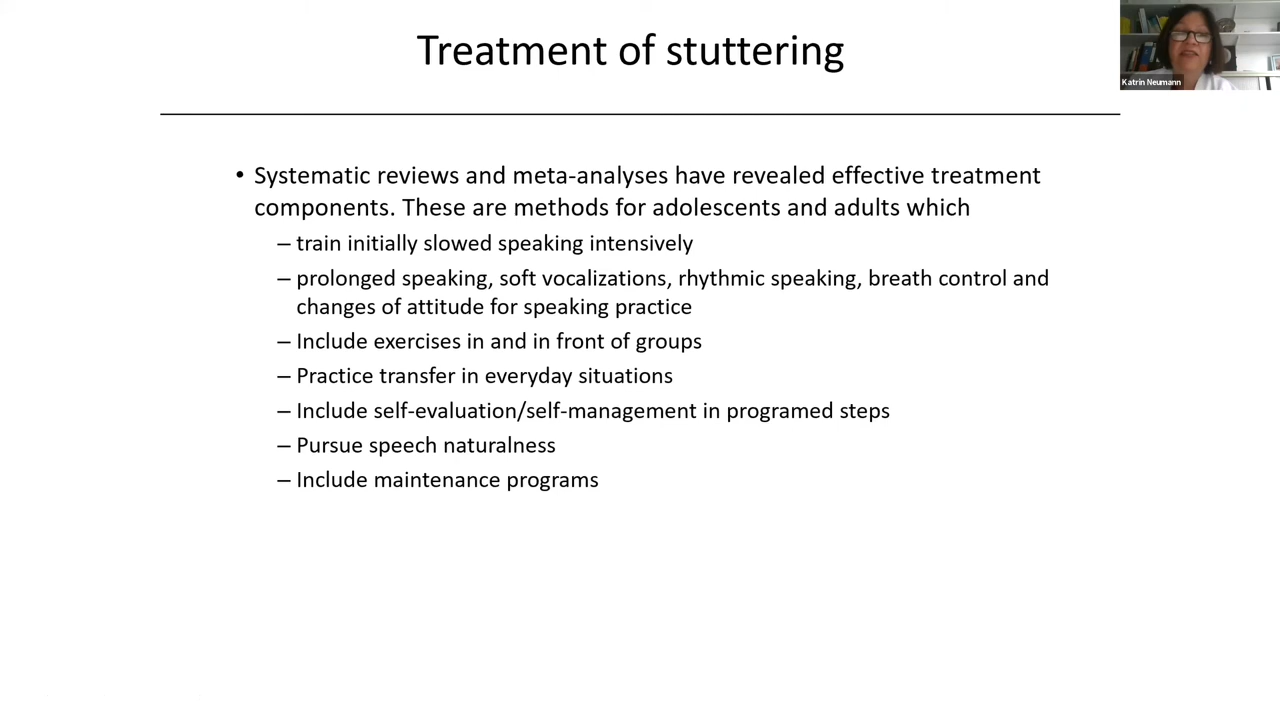 Treatment of stuttering
Katrin Neumann
• Systematic reviews and meta-analyses have revealed effective treatment
components. These are methods for adolescents and adults which
– train initially slowed speaking intensively
– prolonged speaking, soft vocalizations, rhythmic speaking, breath control and
changes of attitude for speaking practice
– Include exercises in and in front of groups
– Practice transfer in everyday situations
– Include self-evaluation/self-management in programed steps
– Pursue speech naturalness
– Include maintenance programs